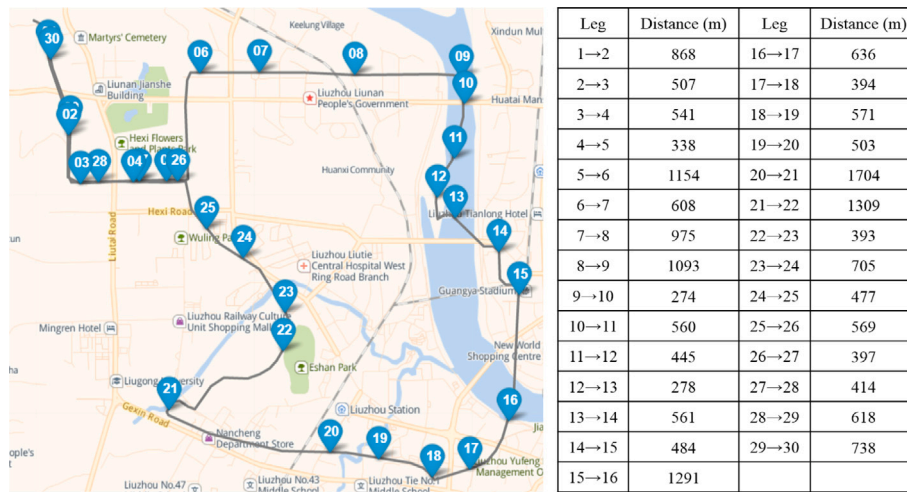 Keelung Village
Xindun Mul
30
Martyrs' Cemetery
06
07
08
09
Liunan Jianshe
Building
10
Liuzhou Liunan
People's Government
Huatai Man
02
Hexi Flowers
and Plants Park
11
03
28
04
0
26
Huanxi Community
12
13
Hexi Road
25
Liuzhou Tianlong Hotel
Wuling Pa
24
14
Liutai Road
Liuzhou Liutie
Central Hospital West
Ring Road Branch
15
23
Guangya Stadium
Liuzhou Railway Culture
Unit Shopping Mall
Mingren Hotel
22
New World
Shopping Centre
Eshan Park
Liugong University
21
16
Gexin Road
Liuzhou Station
Jia
Nancheng
Department Store
20
19
18
17
Liuzhou Yufeng
Management O
eople's
t
Liuzhou No.47
Liuzhou No.43
Middle School
Liuzhou Tie No.1
Middle School
Leg Distance (m) Leg Distance (m)
1→2 868 16→17 636
2→3 507 17→18 394
3→4 541 18→19 571
4→5 338 19→20 503
5→6 1154 20→21 1704
6→7 608 21→22 1309
7→8 975 22→23 393
8→9 1093 23→24 705
9→10 274 24→25 477
10→11 560 25→26 569
11→12 445 26→27 397
12→13 278 27→28 414
13→14 561 28→29 618
14→15 484 29→30 738
15→16 1291